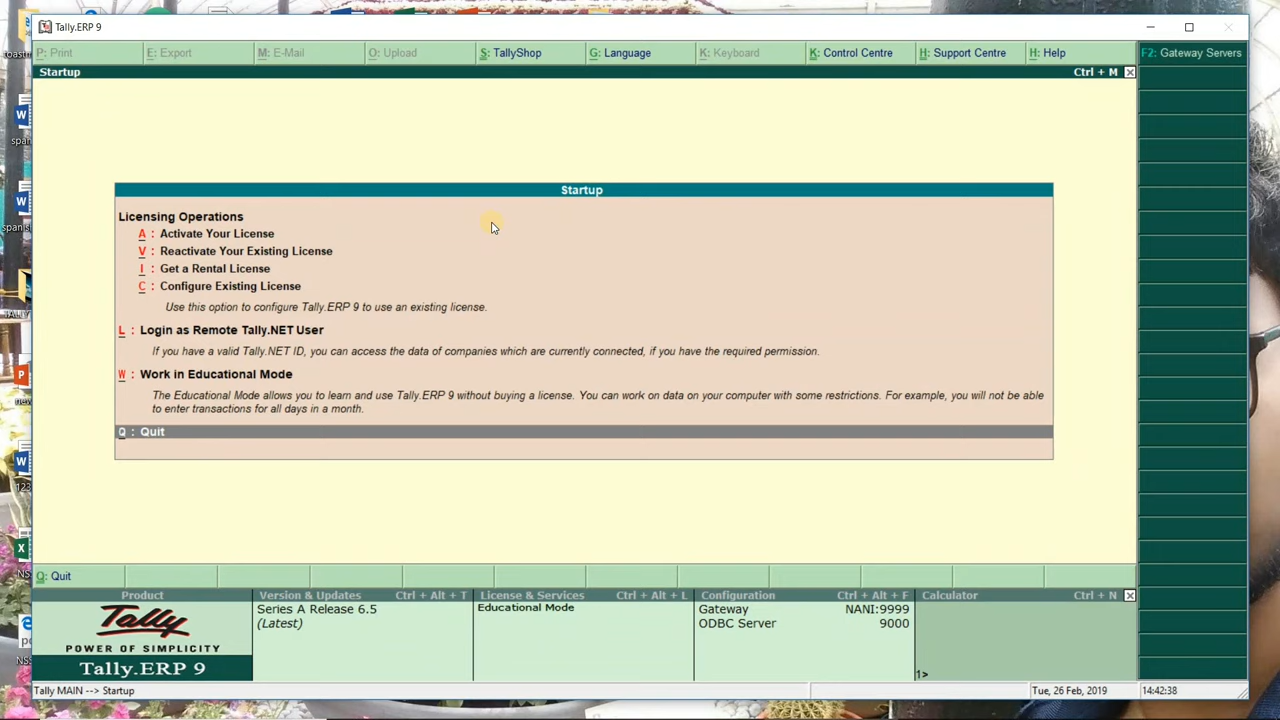 Tally.ERP 9
P: Print
E: Export
M: E-Mail
O: Upload
S: TallyShop
G: Language
K: Keyboard
K: Control Centre
H: Support Centre
H: Help
F2: Gateway Servers
Startup
Ctrl + M
Startup
Licensing Operations
A : Activate Your License
V : Reactivate Your Existing License
I : Get a Rental License
C : Configure Existing License
Use this option to configure Tally.ERP 9 to use an existing license.
L : Login as Remote Tally.NET User
If you have a valid Tally.NET ID, you can access the data of companies which are currently connected, if you have the required permission.
W : Work in Educational Mode
The Educational Mode allows you to learn and use Tally.ERP 9 without buying a license. You can work on data on your computer with some restrictions. For example, you will not be able
to enter transactions for all days in a month.
Q : Quit
Q: Quit
Product
Version & Updates Ctrl + Alt + T
License & Services Ctrl + Alt + L
Configuration Ctrl + Alt + F
Calculator Ctrl + N
Tally
POWER OF SIMPLICITY
Tally.ERP 9
Series A Release 6.5
(Latest)
Educational Mode
Gateway NANI:9999
ODBC Server 9000
1>
Tally MAIN --> Startup
Tue, 26 Feb, 2019
14:42:38